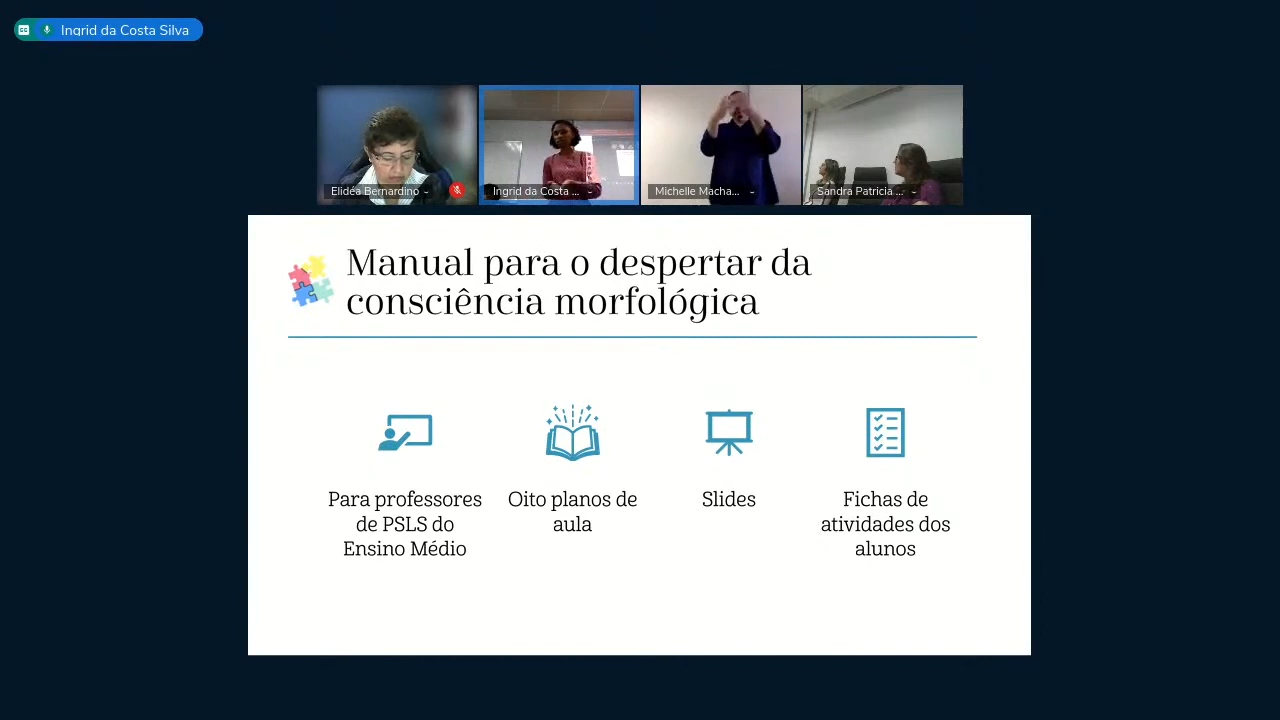 Ingrid da Costa Silva
Elidéa Bernardino
Ingrid da Costa ...
Michelle Macha...
Sandra Patricia ...
Manual para o despertar da
consciência morfológica
Para professores
de PSLS do
Ensino Médio
Oito planos de
aula
Slides
Fichas de
atividades dos
alunos